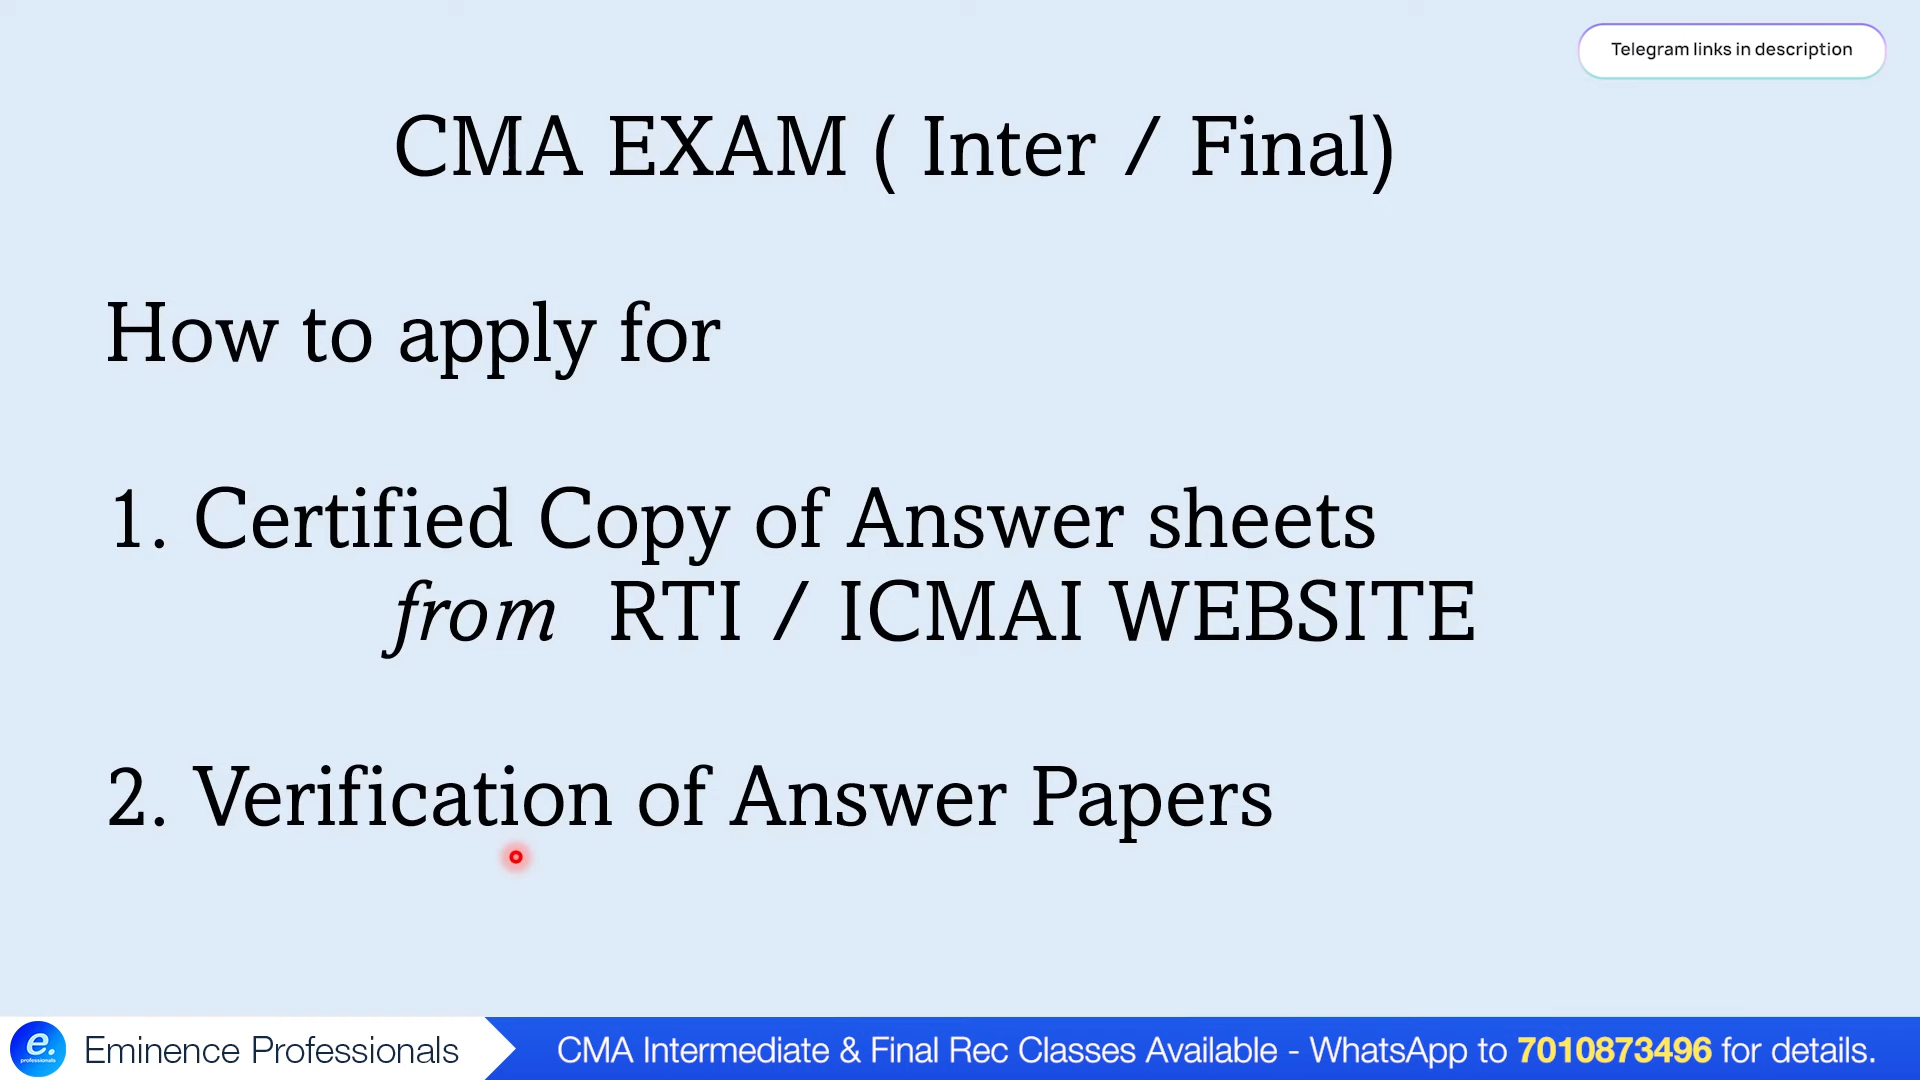 Telegram links in description
CMA EXAM ( Inter / Final)
How to apply for
1. Certified Copy of Answer sheets
from RTI / ICMAI WEBSITE
2. Verification of Answer Papers
e.
professionals
Eminence Professionals
CMA Intermediate & Final Rec Classes Available - WhatsApp to 7010873496 for details.